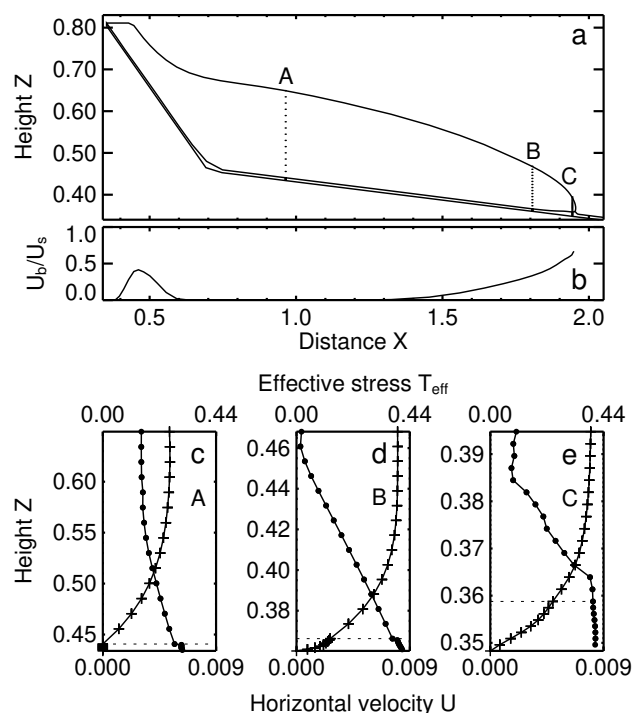 a
0.80
0.70
0.60
0.50
0.40
Height Z
A
B
C
1.0
0.5
0.0
U_b/U_s
b
0.5 1.0 1.5 2.0
Distance X
Effective stress T_eff
0.00 0.44
0.00 0.44
0.00 0.44
Height Z
0.60
0.55
0.50
0.45
c
A
0.46
0.44
0.42
0.40
0.38
d
B
0.39
0.38
0.37
0.36
0.35
e
C
0.000 0.009
0.000 0.009
0.000 0.009
Horizontal velocity U